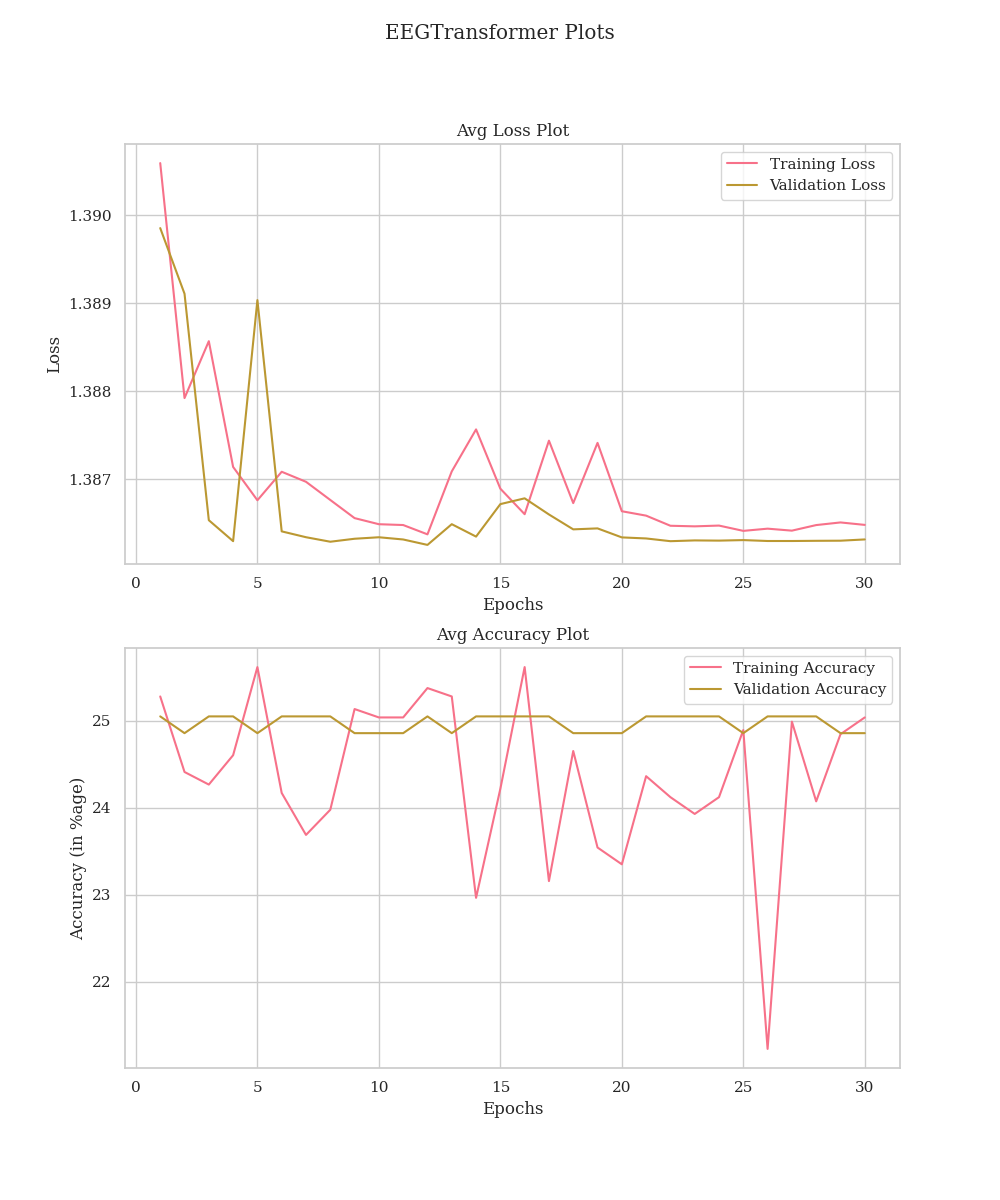 EEGTransformer Plots
Avg Loss Plot
Training Loss
Validation Loss
1.390
1.389
1.388
1.387
Loss
0 5 10 15 20 25 30
Epochs
Avg Accuracy Plot
Training Accuracy
Validation Accuracy
25
24
23
22
Accuracy (in %age)
0 5 10 15 20 25 30
Epochs